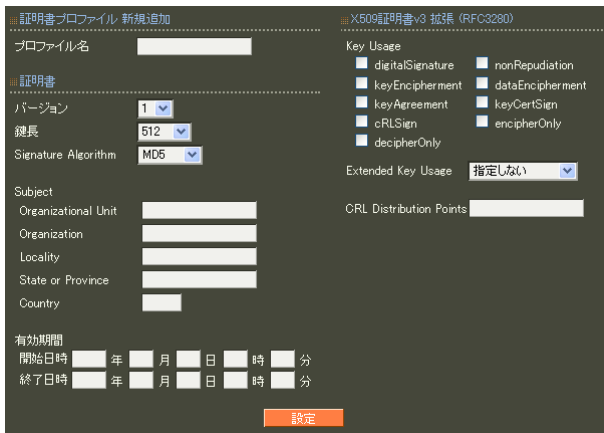 証明書プロファイル 新規追加
プロファイル名
証明書
バージョン 1
鍵長 512
Signature Algorithm MD5
Subject
Organizational Unit
Organization
Locality
State or Province
Country
有効期間
開始日時 年 月 日 時 分
終了日時 年 月 日 時 分
X509証明書v3 拡張 (RFC3280)
Key Usage
digitalSignature nonRepudiation
keyEncipherment dataEncipherment
keyAgreement keyCertSign
cRLSign encipherOnly
decipherOnly
Extended Key Usage 指定しない
CRL Distribution Points
設定